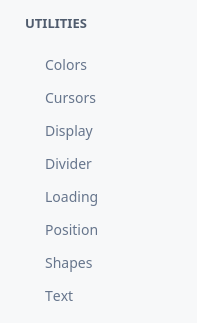 UTILITIES
Colors
Cursors
Display
Divider
Loading
Position
Shapes
Text